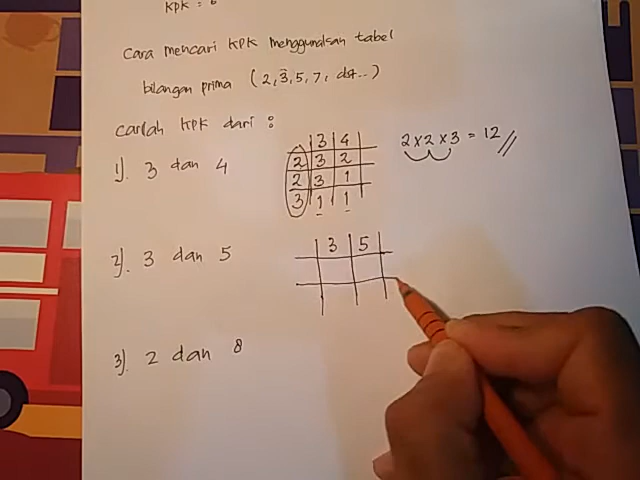 KPK = 6
Cara mencari KPK menggunakan tabel
bilangan prima (2, 3, 5, 7, dst..)
Carilah KPK dari :
1). 3 dan 4
3 4
2 3 2
2 3 1
3 1 1
2 x 2 x 3 = 12 //
2). 3 dan 5
3 5
3). 2 dan 8